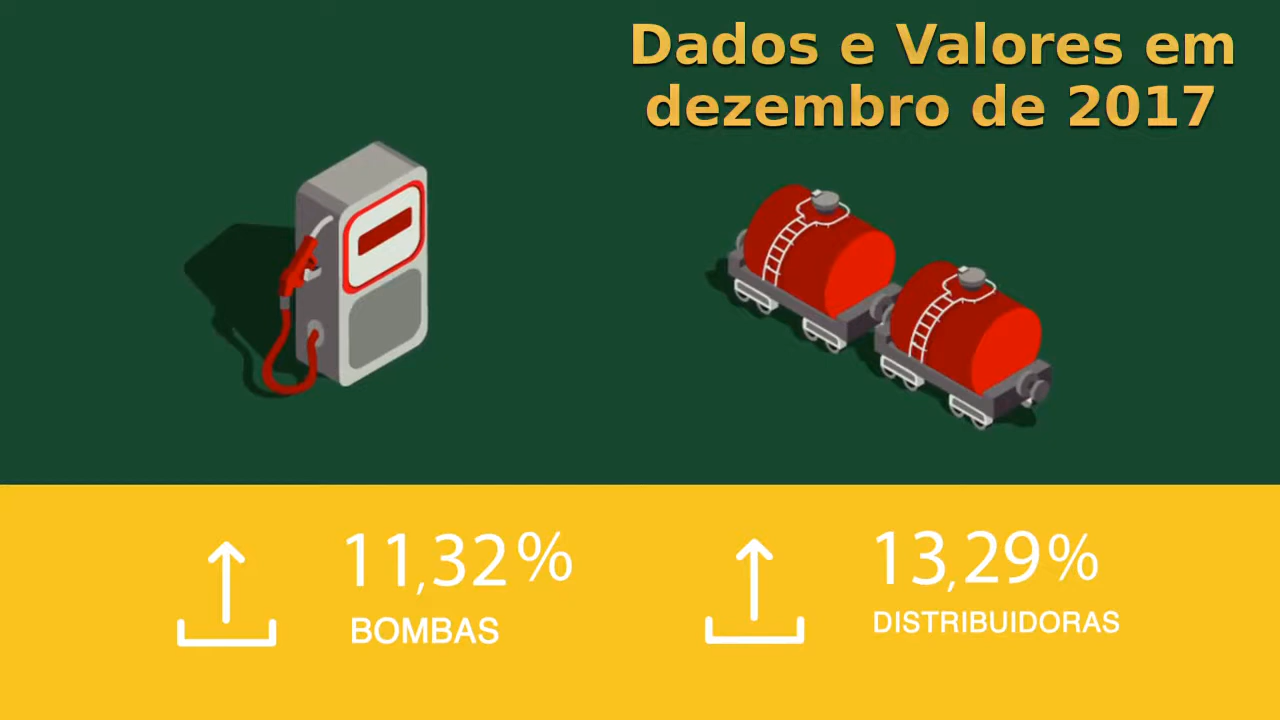 Dados e Valores em
dezembro de 2017
11,32%
BOMBAS
13,29%
DISTRIBUIDORAS